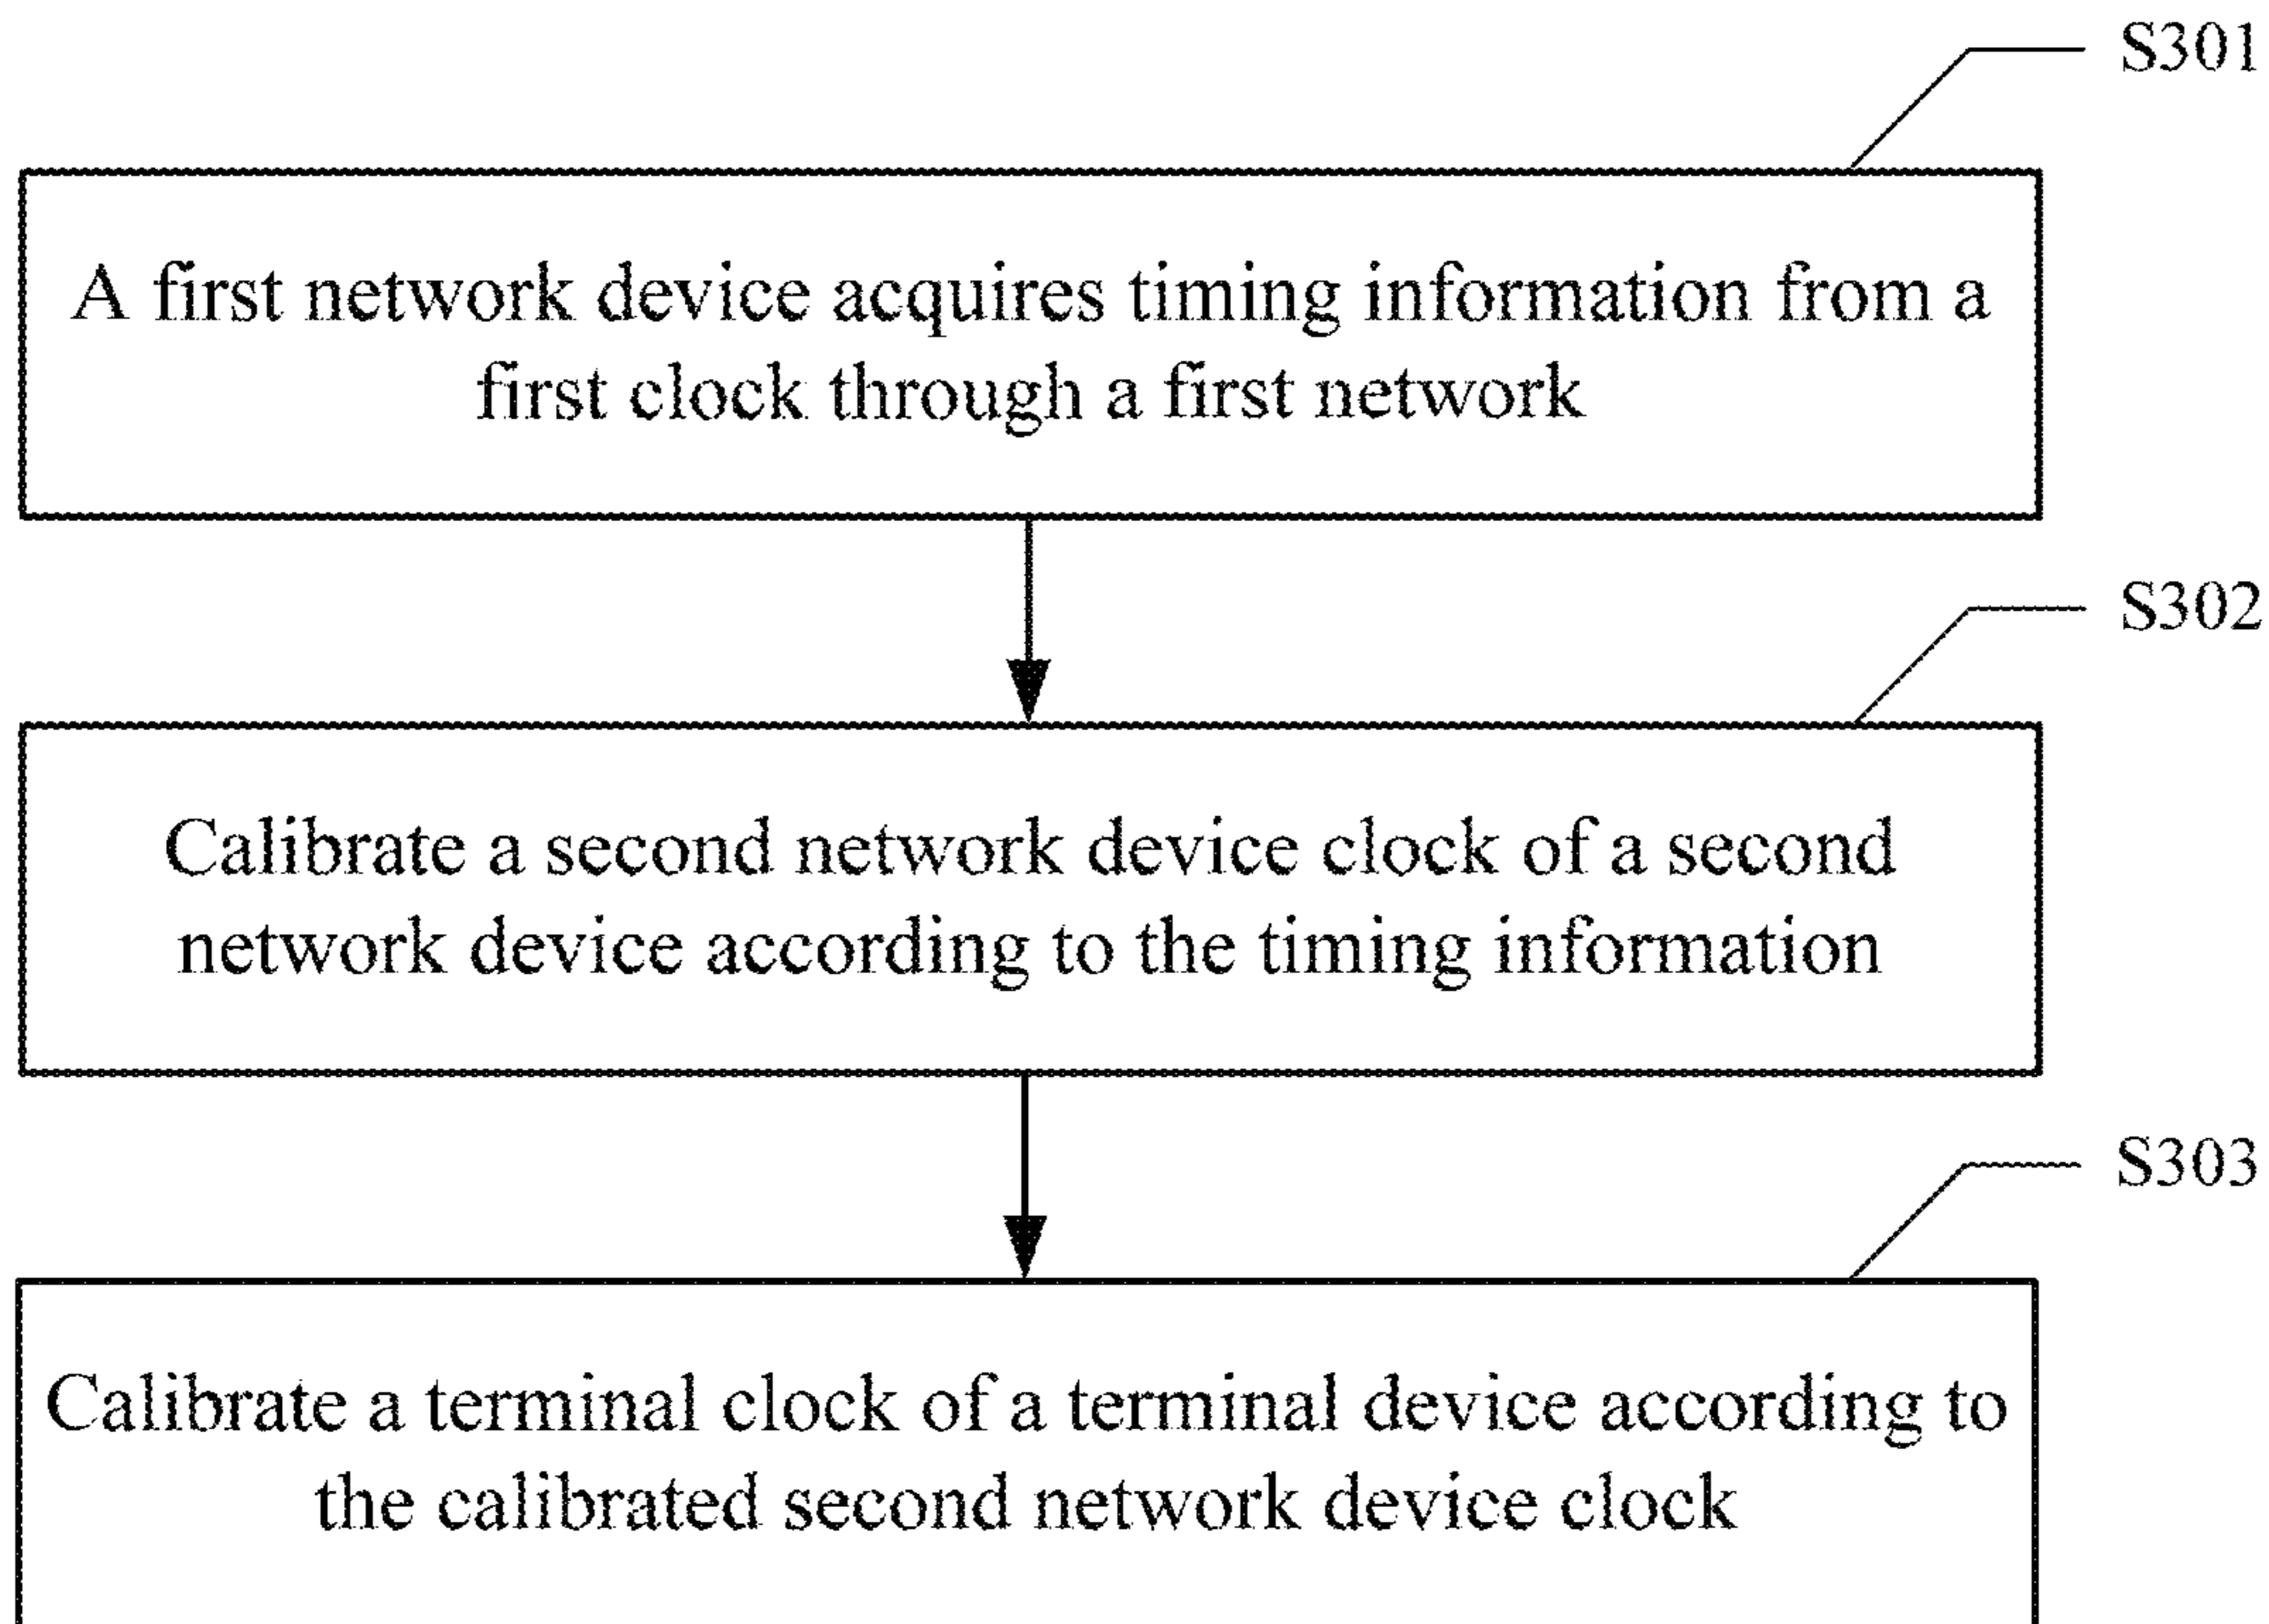 S301
A first network device acquires timing information from a
first clock through a first network
S302
Calibrate a second network device clock of a second
network device according to the timing information
S303
Calibrate a terminal clock of a terminal device according to
the calibrated second network device clock